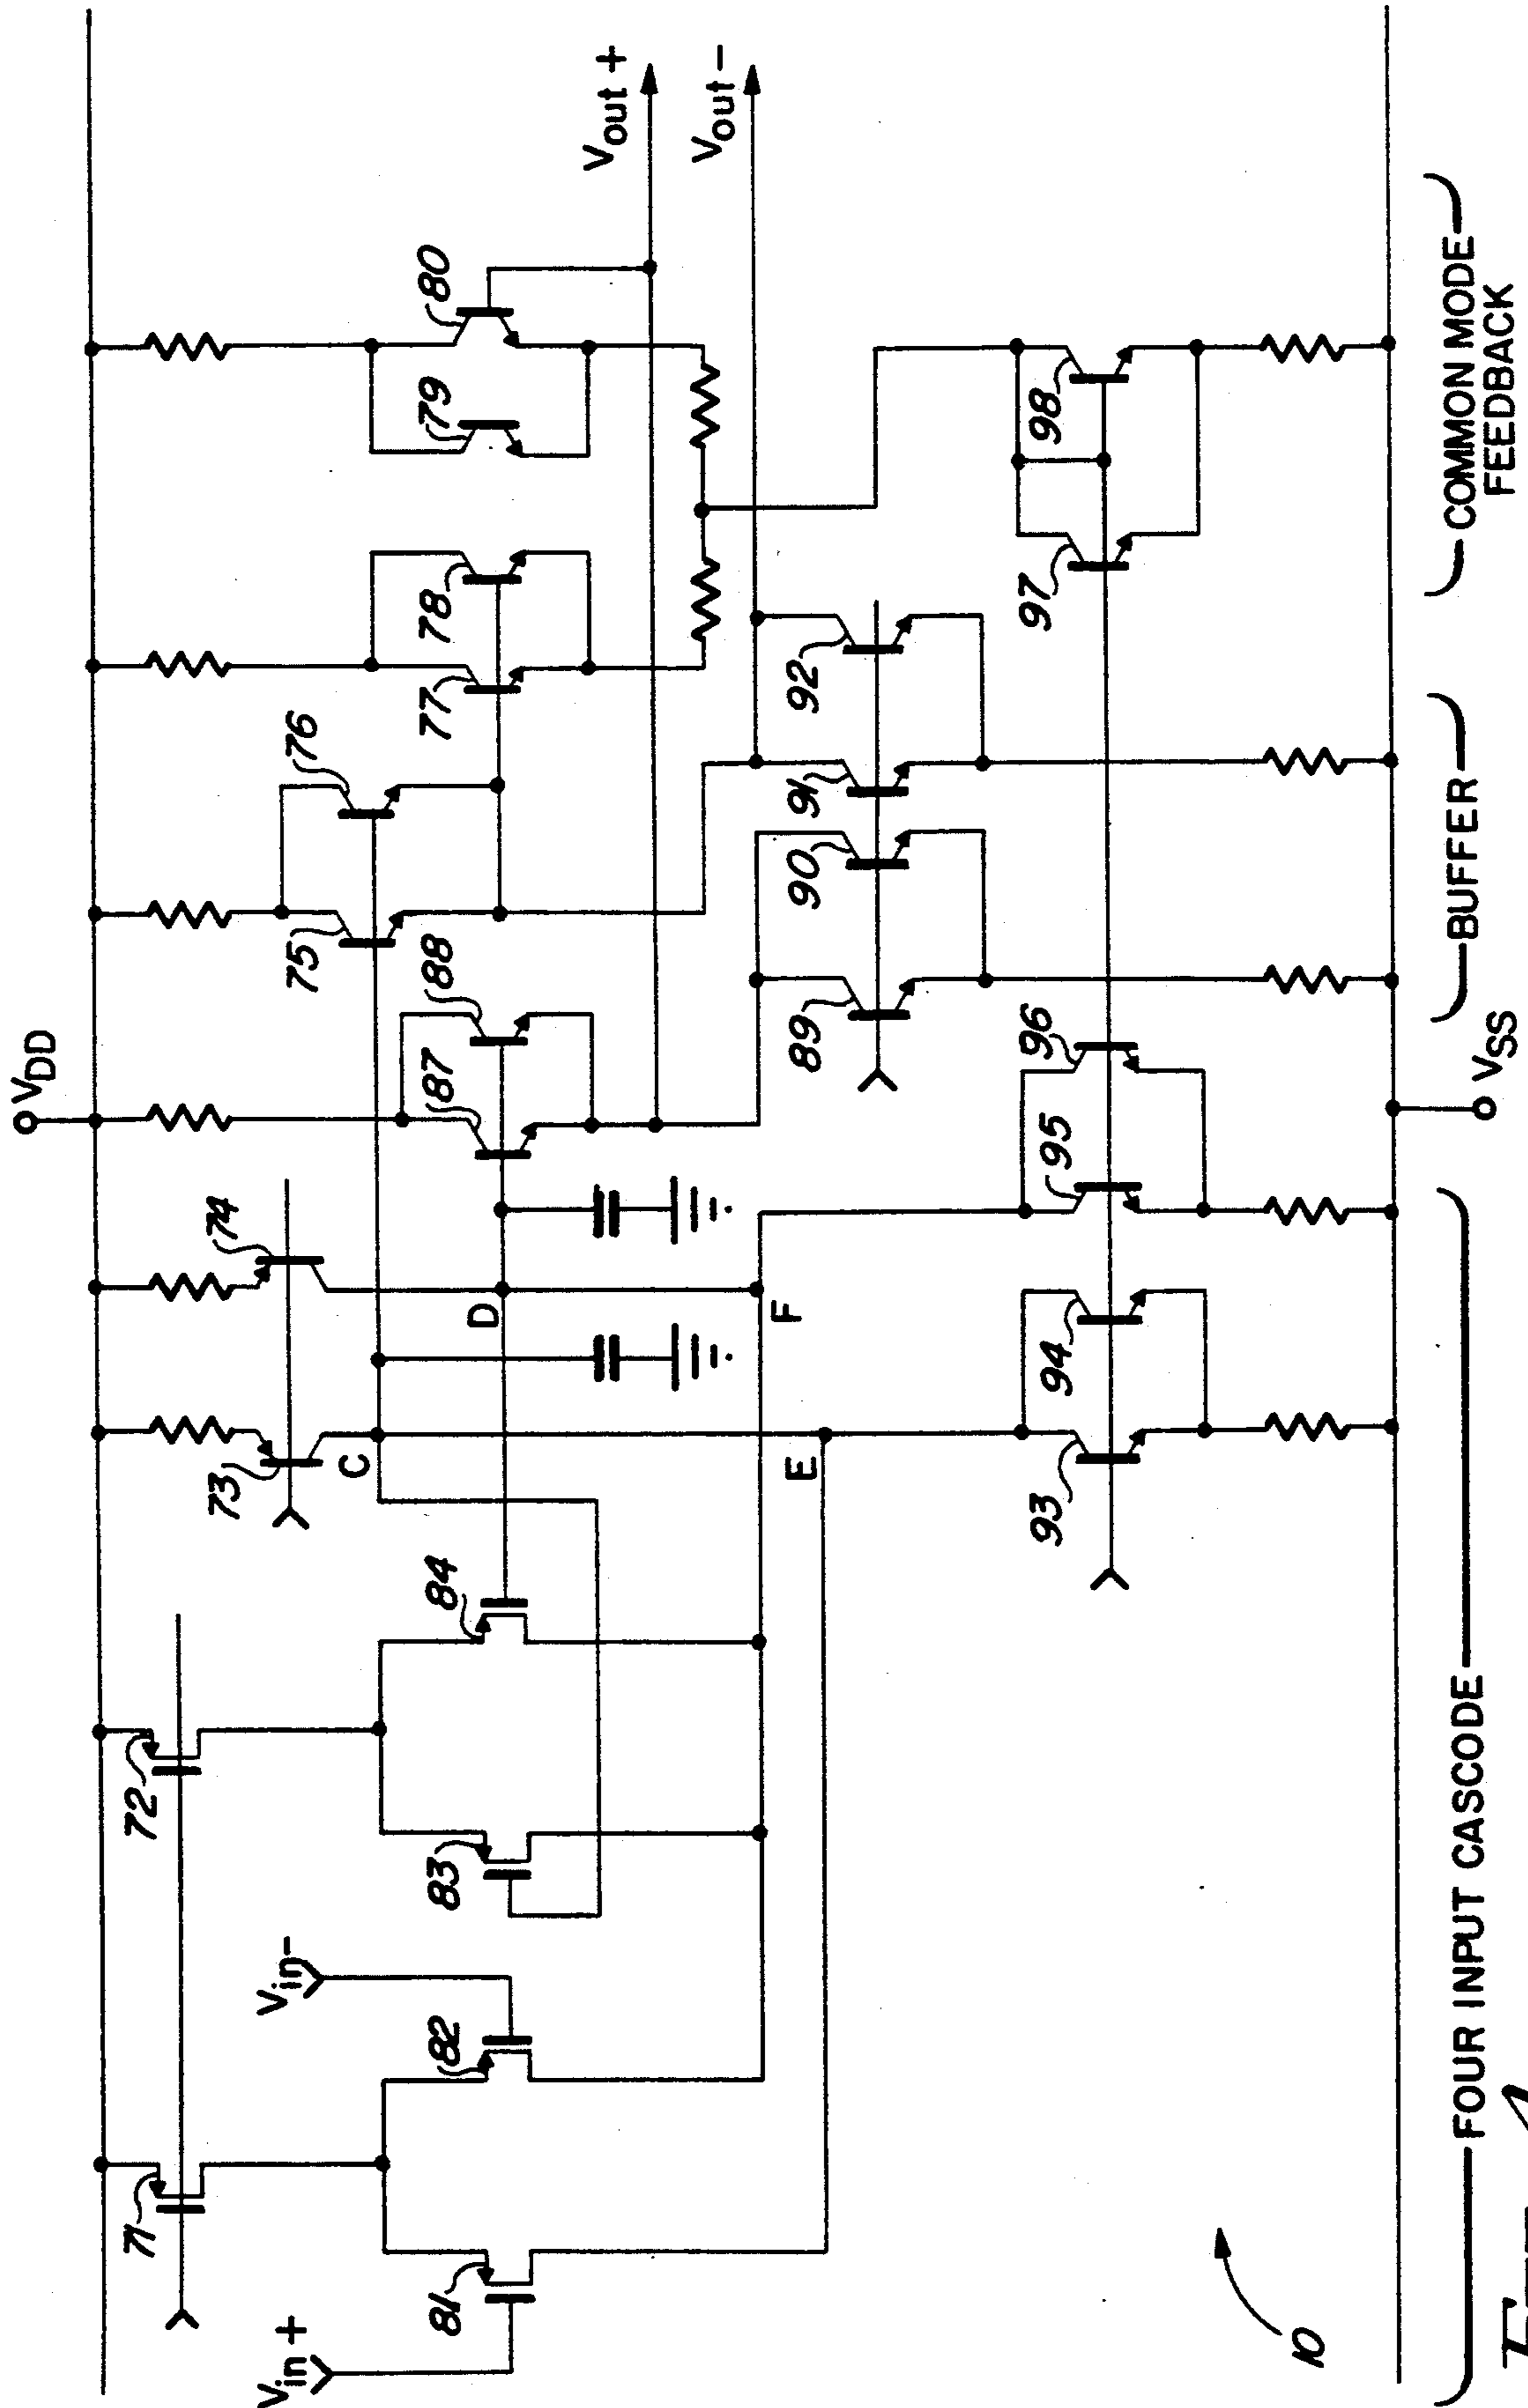 VDD
71
72
73
74
75
76
77
78
79
80
Vin+
Vin-
81
82
83
84
C
D
87
88
Vout +
Vout -
E
F
89
90
91
92
93
94
95
96
97
98
VSS
10
FOUR INPUT CASCODE
BUFFER
COMMON MODE
FEEDBACK